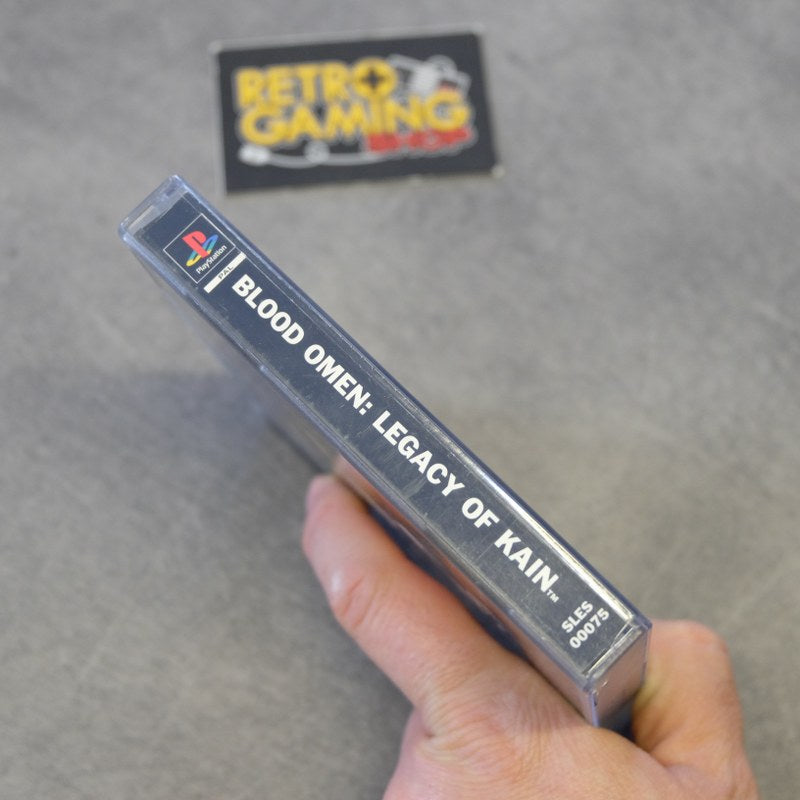 RETRO
GAMING
SHOP
PlayStation
PAL
BLOOD OMEN: LEGACY OF KAIN™
SLES
00075